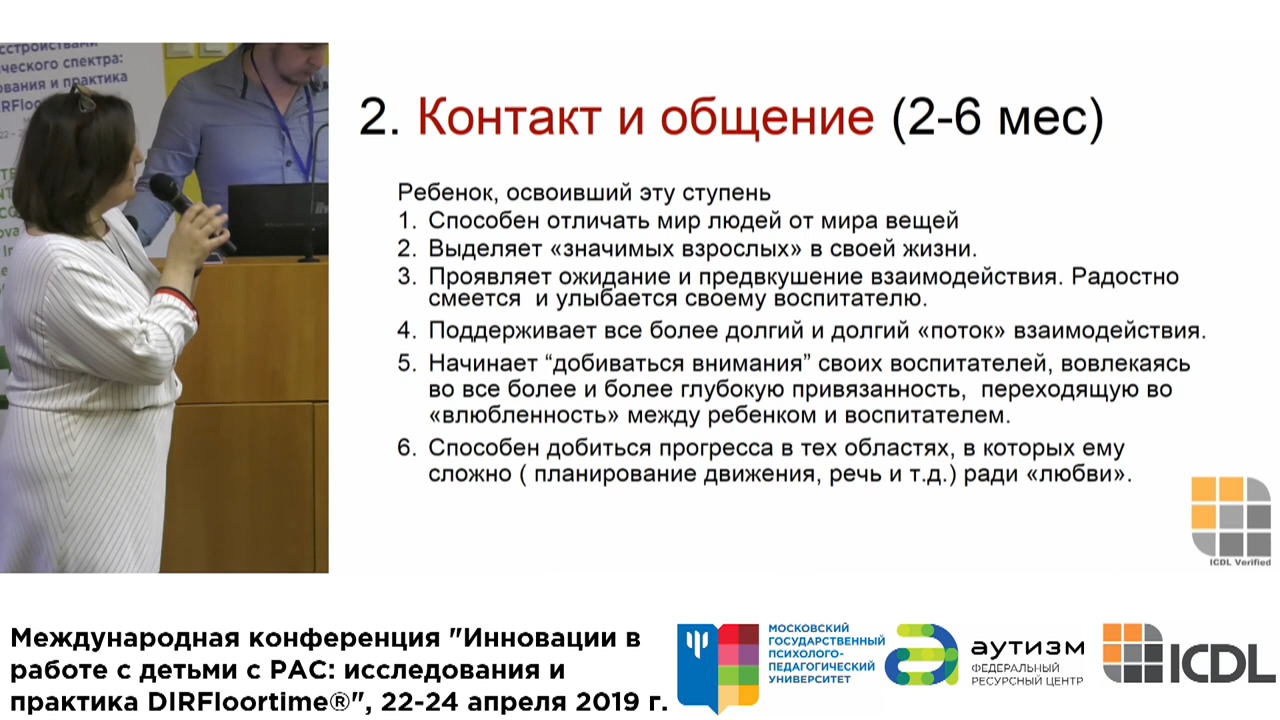 сстройствами
ческого спектра:
ования и практика
2. Контакт и общение (2-6 мес)
Ребенок, освоивший эту ступень
1. Способен отличать мир людей от мира вещей
2. Выделяет «значимых взрослых» в своей жизни.
3. Проявляет ожидание и предвкушение взаимодействия. Радостно
смеется и улыбается своему воспитателю.
4. Поддерживает все более долгий и долгий «поток» взаимодействия.
5. Начинает “добиваться внимания” своих воспитателей, вовлекаясь
во все более и более глубокую привязанность, переходящую во
«влюбленность» между ребенком и воспитателем.
6. Способен добиться прогресса в тех областях, в которых ему
сложно ( планирование движения, речь и т.д.) ради «любви».
ICDL Verified
Международная конференция "Инновации в
работе с детьми с РАС: исследования и
практика DIRFloortime®", 22-24 апреля 2019 г.
МОСКОВСКИЙ
ГОСУДАРСТВЕННЫЙ
ПСИХОЛОГО-
ПЕДАГОГИЧЕСКИЙ
УНИВЕРСИТЕТ
аутизм
ФЕДЕРАЛЬНЫЙ
РЕСУРСНЫЙ ЦЕНТР
ICDL